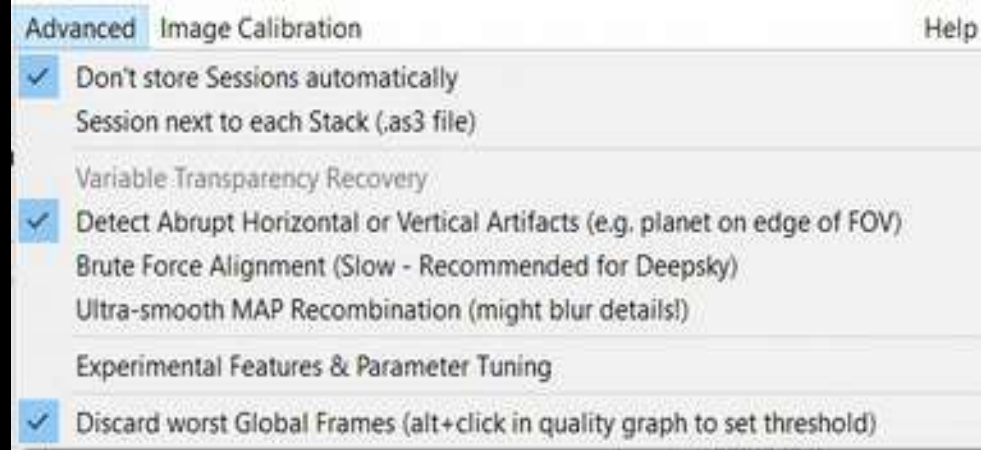 Advanced Image Calibration Help
Don't store Sessions automatically
Session next to each Stack (.as3 file)
Variable Transparency Recovery
Detect Abrupt Horizontal or Vertical Artifacts (e.g. planet on edge of FOV)
Brute Force Alignment (Slow - Recommended for Deepsky)
Ultra-smooth MAP Recombination (might blur details!)
Experimental Features & Parameter Tuning
Discard worst Global Frames (alt+click in quality graph to set threshold)